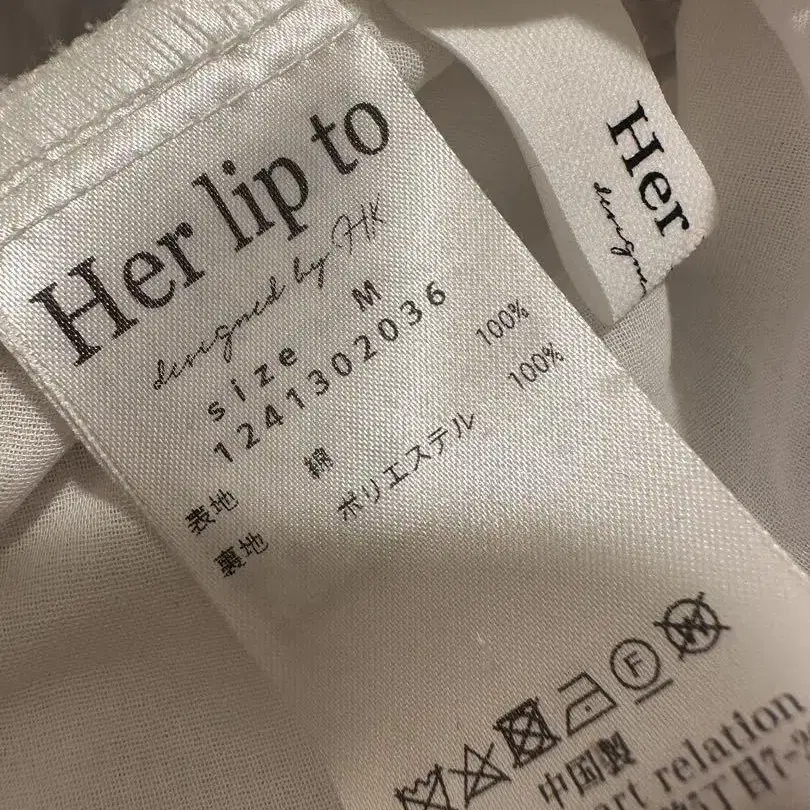 Her lip to
designed by HK
size M
1241302036
表地 綿 100%
裏地 ポリエステル 100%
F
W
中国製
relation
Her